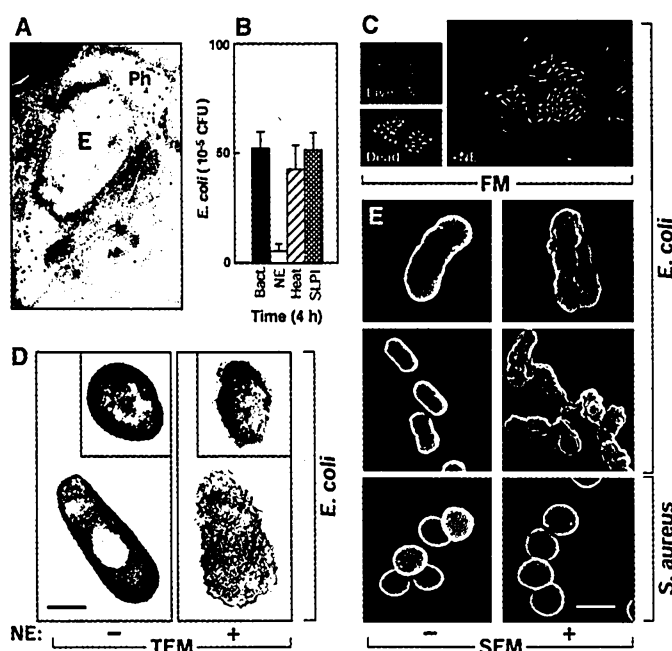 A
Ph
E
B
100
50
0
E. coli (10-5 CFU)
Bact.
NE
Heat
SLPI
Time (4 h)
C
Live
Dead
+NE
FM
E. coli
D
E. coli
NE: − +
TEM
E
S. aureus
− +
SEM